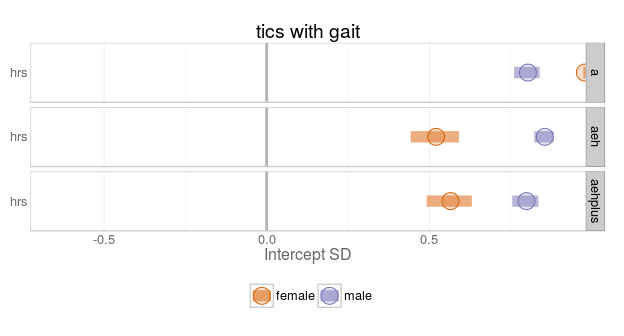 tics with gait
hrs
a
hrs
aeh
hrs
aehplus
-0.5 0.0 0.5
Intercept SD
female male